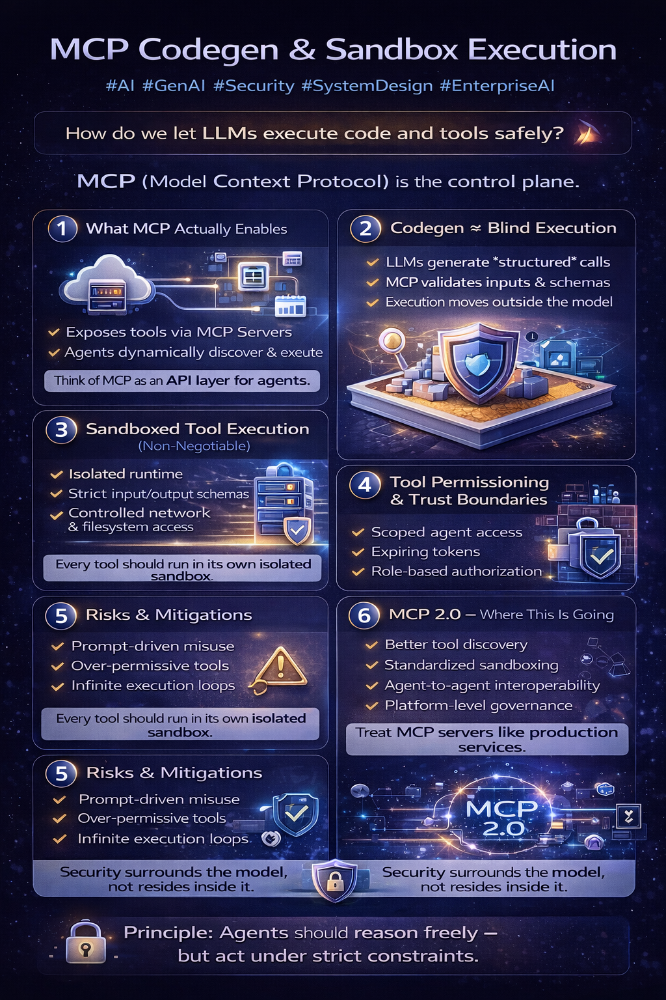 MCP Codegen & Sandbox Execution
#AI #GenAI #Security #SystemDesign #EnterpriseAI
How do we let LLMs execute code and tools safely?
MCP (Model Context Protocol) is the control plane.
1 What MCP Actually Enables
Exposes tools via MCP Servers
Agents dynamically discover & exeute
Think of MCP as an API layer for agents.
2 Codegen ≈ Blind Execution
LLMs generate *structured* calls
MCP validates inputs & schemas
Execution moves outside the model
3 Sandboxed Tool Execution
(Non-Negotiable)
Isolated runtime
Strict input/output schemas
Controlled network
& filesystem access
Every tool should run in its own isolated
sandbox.
4 Tool Permissioning
& Trust Boundaries
Scoped agent access
Expiring tokens
Role-based authorization
5 Risks & Mitigations
Prompt-driven misuse
Over-permissive tools
Infinite execution loops
Every tool should run in its own isolated
sandbox.
6 MCP 2.0 – Where This Is Going
Better tool discovery
Standardized sandboxing
Agent-to-agent interoperability
Platform-level governance
Treat MCP servers like production
services.
5 Risks & Mitigations
Prompt-driven misuse
Over-permissive tools
Infinite execution loops
MCP
2.0
Security surrounds the model,
not resides inside it.
Security surrounds the model,
not resides inside it.
Principle: Agents should reason freely –
but act under strict constraints.